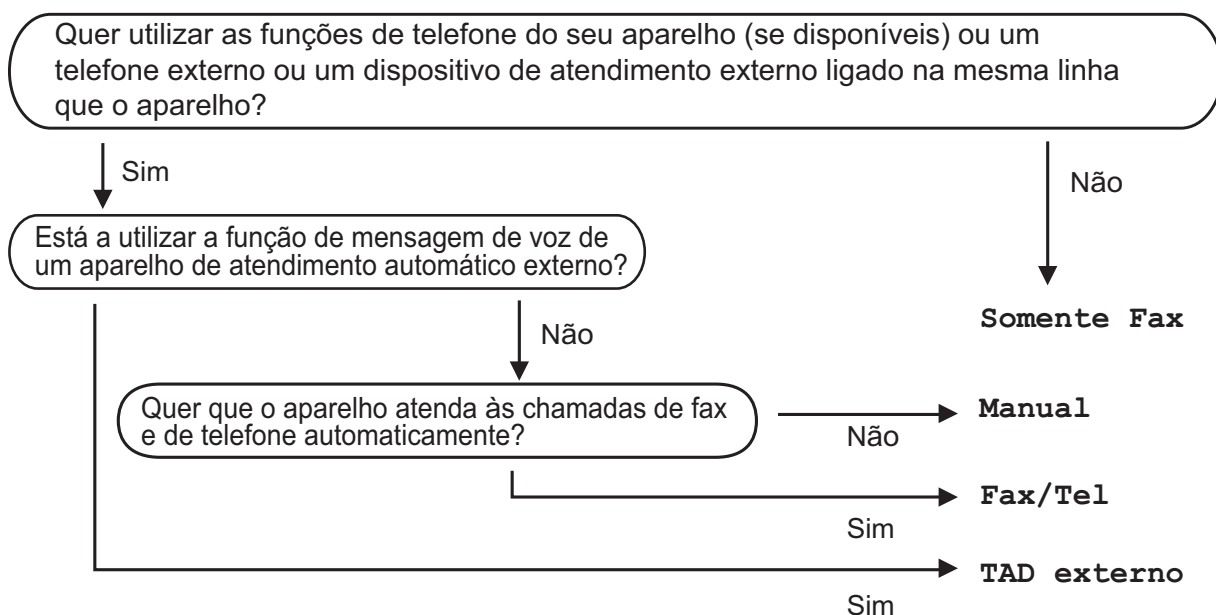 Quer utilizar as funções de telefone do seu aparelho (se disponíveis) ou um
telefone externo ou um dispositivo de atendimento externo ligado na mesma linha
que o aparelho?
Sim
Não
Está a utilizar a função de mensagem de voz de
um aparelho de atendimento automático externo?
Não
Somente Fax
Quer que o aparelho atenda às chamadas de fax
e de telefone automaticamente?
Não
Manual
Sim
Fax/Tel
Sim
TAD externo